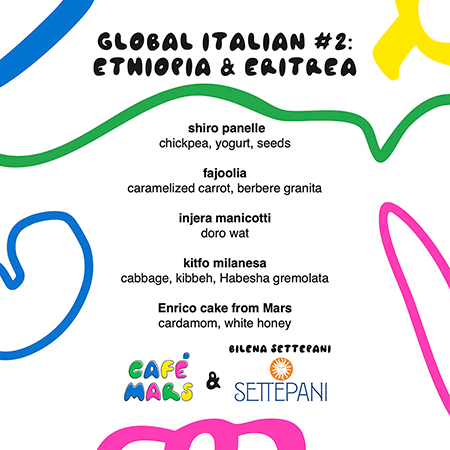 GLOBAL ITALIAN #2:
ETHIOPIA & ERITREA
shiro panelle
chickpea, yogurt, seeds
fajoolia
caramelized carrot, berbere granita
injera manicotti
doro wat
kitfo milanesa
cabbage, kibbeh, Habesha gremolata
Enrico cake from Mars
cardamom, white honey
CAFÉ
MARS
&
BILENA SETTEPANI
SETTEPANI